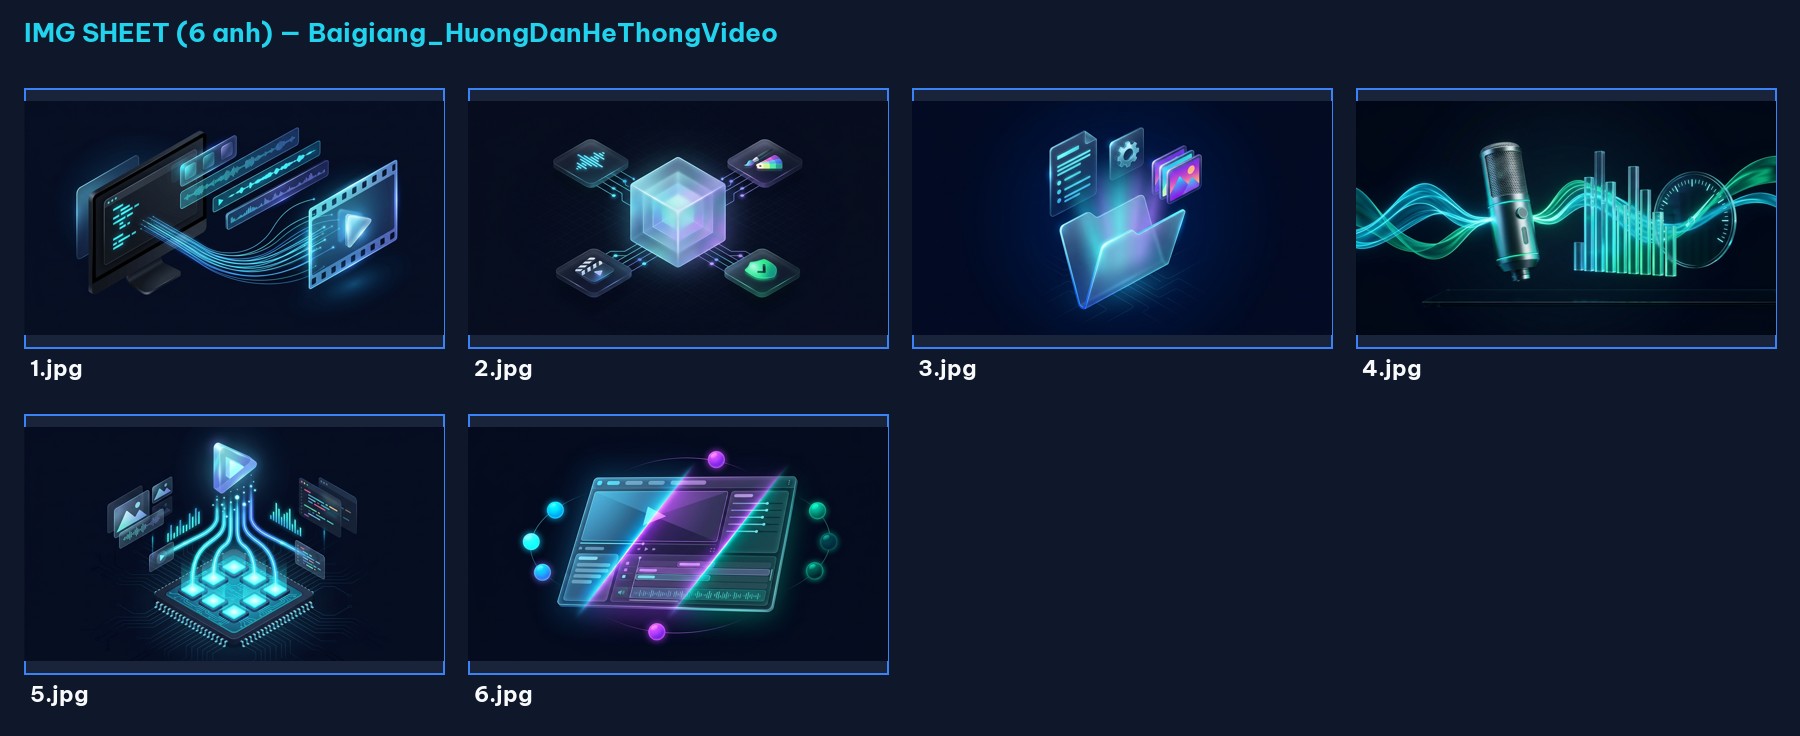 IMG SHEET (6 anh) — Baigiang_HuongDanHeThongVideo
1.jpg
2.jpg
3.jpg
4.jpg
5.jpg
6.jpg